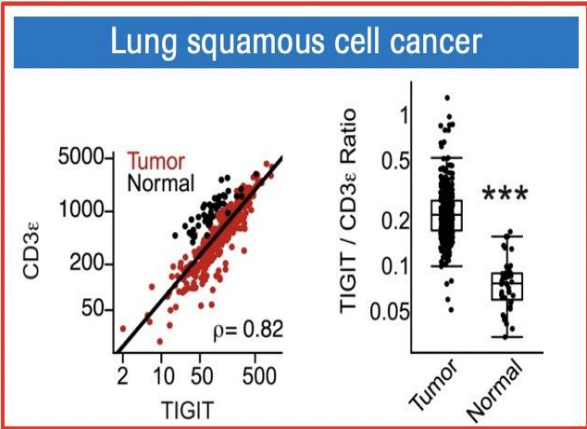 Lung squamous cell cancer
CD3ε
5000
1000
200
50
Tumor
Normal
ρ= 0.82
2 10 50 500
TIGIT
TIGIT / CD3ε Ratio
1
0.5
0.2
0.1
0.05
***
Tumor
Normal